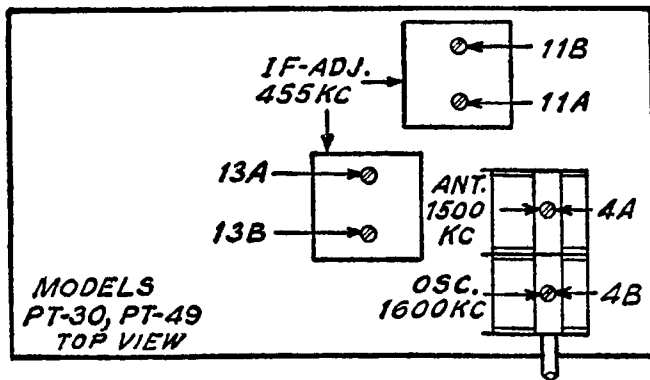 IF-ADJ.
455KC
11B
11A
13A
13B
ANT.
1500
KC
4A
OSC.
1600KC
4B
MODELS
PT-30, PT-49
TOP VIEW